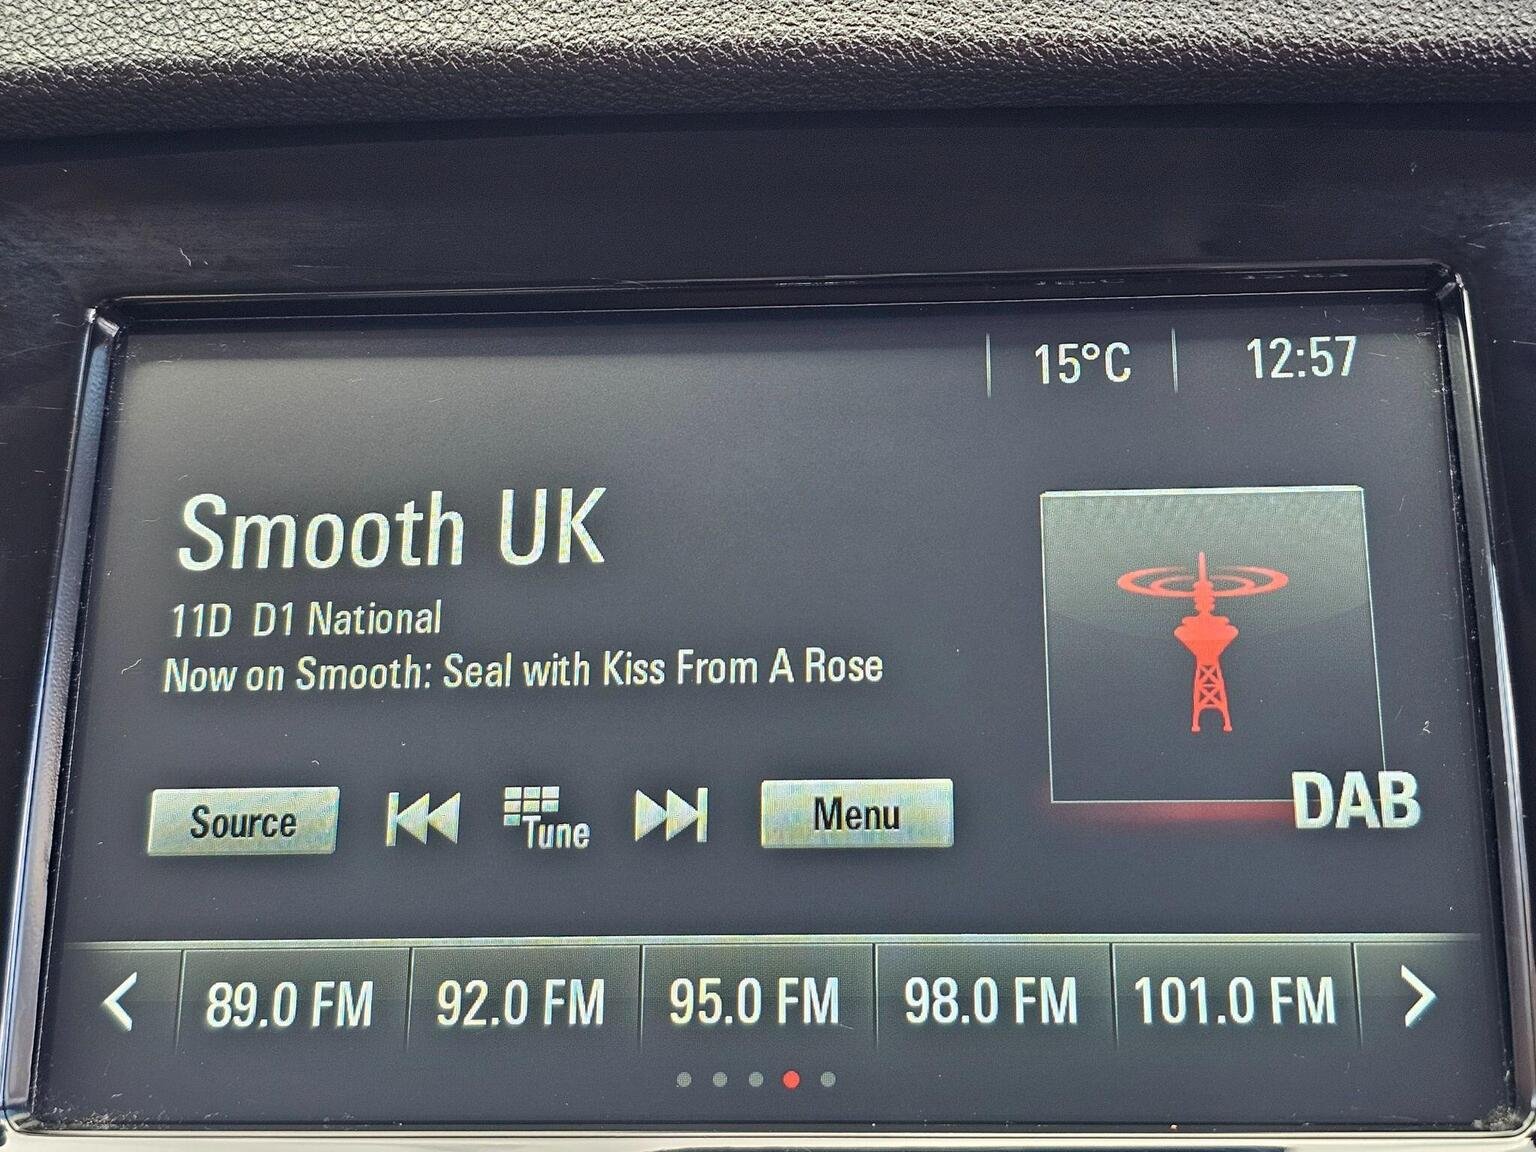 15°C 12:57
Smooth UK
11D D1 National
Now on Smooth: Seal with Kiss From A Rose
DAB
Source Tune Menu
89.0 FM 92.0 FM 95.0 FM 98.0 FM 101.0 FM